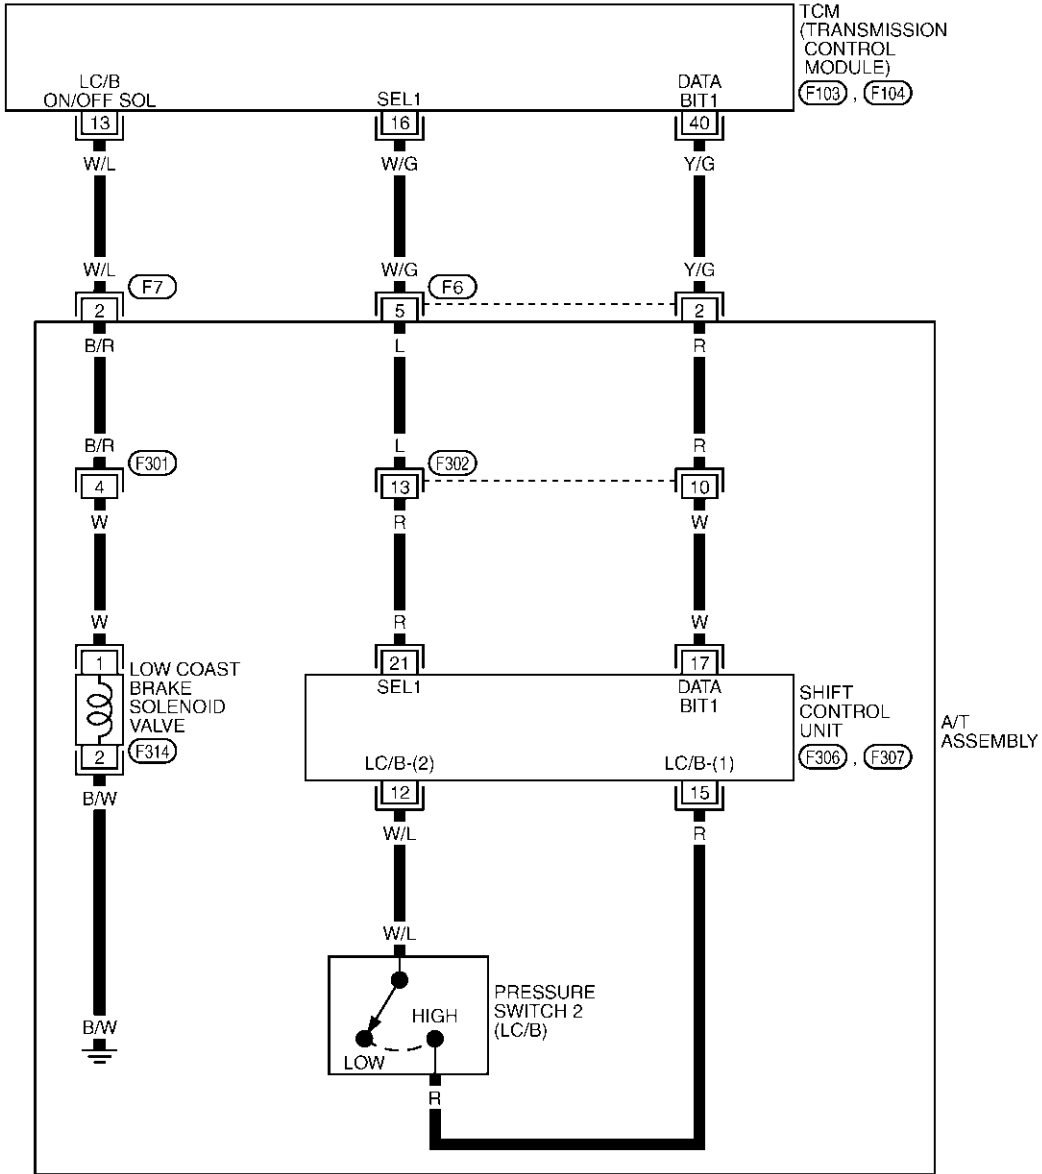 TCM
(TRANSMISSION
CONTROL
MODULE)
F103 , F104
LC/B
ON/OFF SOL
SEL1
DATA
BIT1
13
16
40
W/L
W/G
Y/G
W/L
W/G
Y/G
F7
F6
2
5
2
B/R
L
R
B/R
L
R
F301
F302
4
13
10
W
R
W
W
R
W
1
21
17
LOW COAST
BRAKE
SOLENOID
VALVE
F314
2
SEL1
DATA
BIT1
SHIFT
CONTROL
UNIT
F306 , F307
A/T
ASSEMBLY
LC/B-(2)
LC/B-(1)
12
15
B/W
W/L
R
W/L
PRESSURE
SWITCH 2
(LC/B)
HIGH
LOW
B/W
R